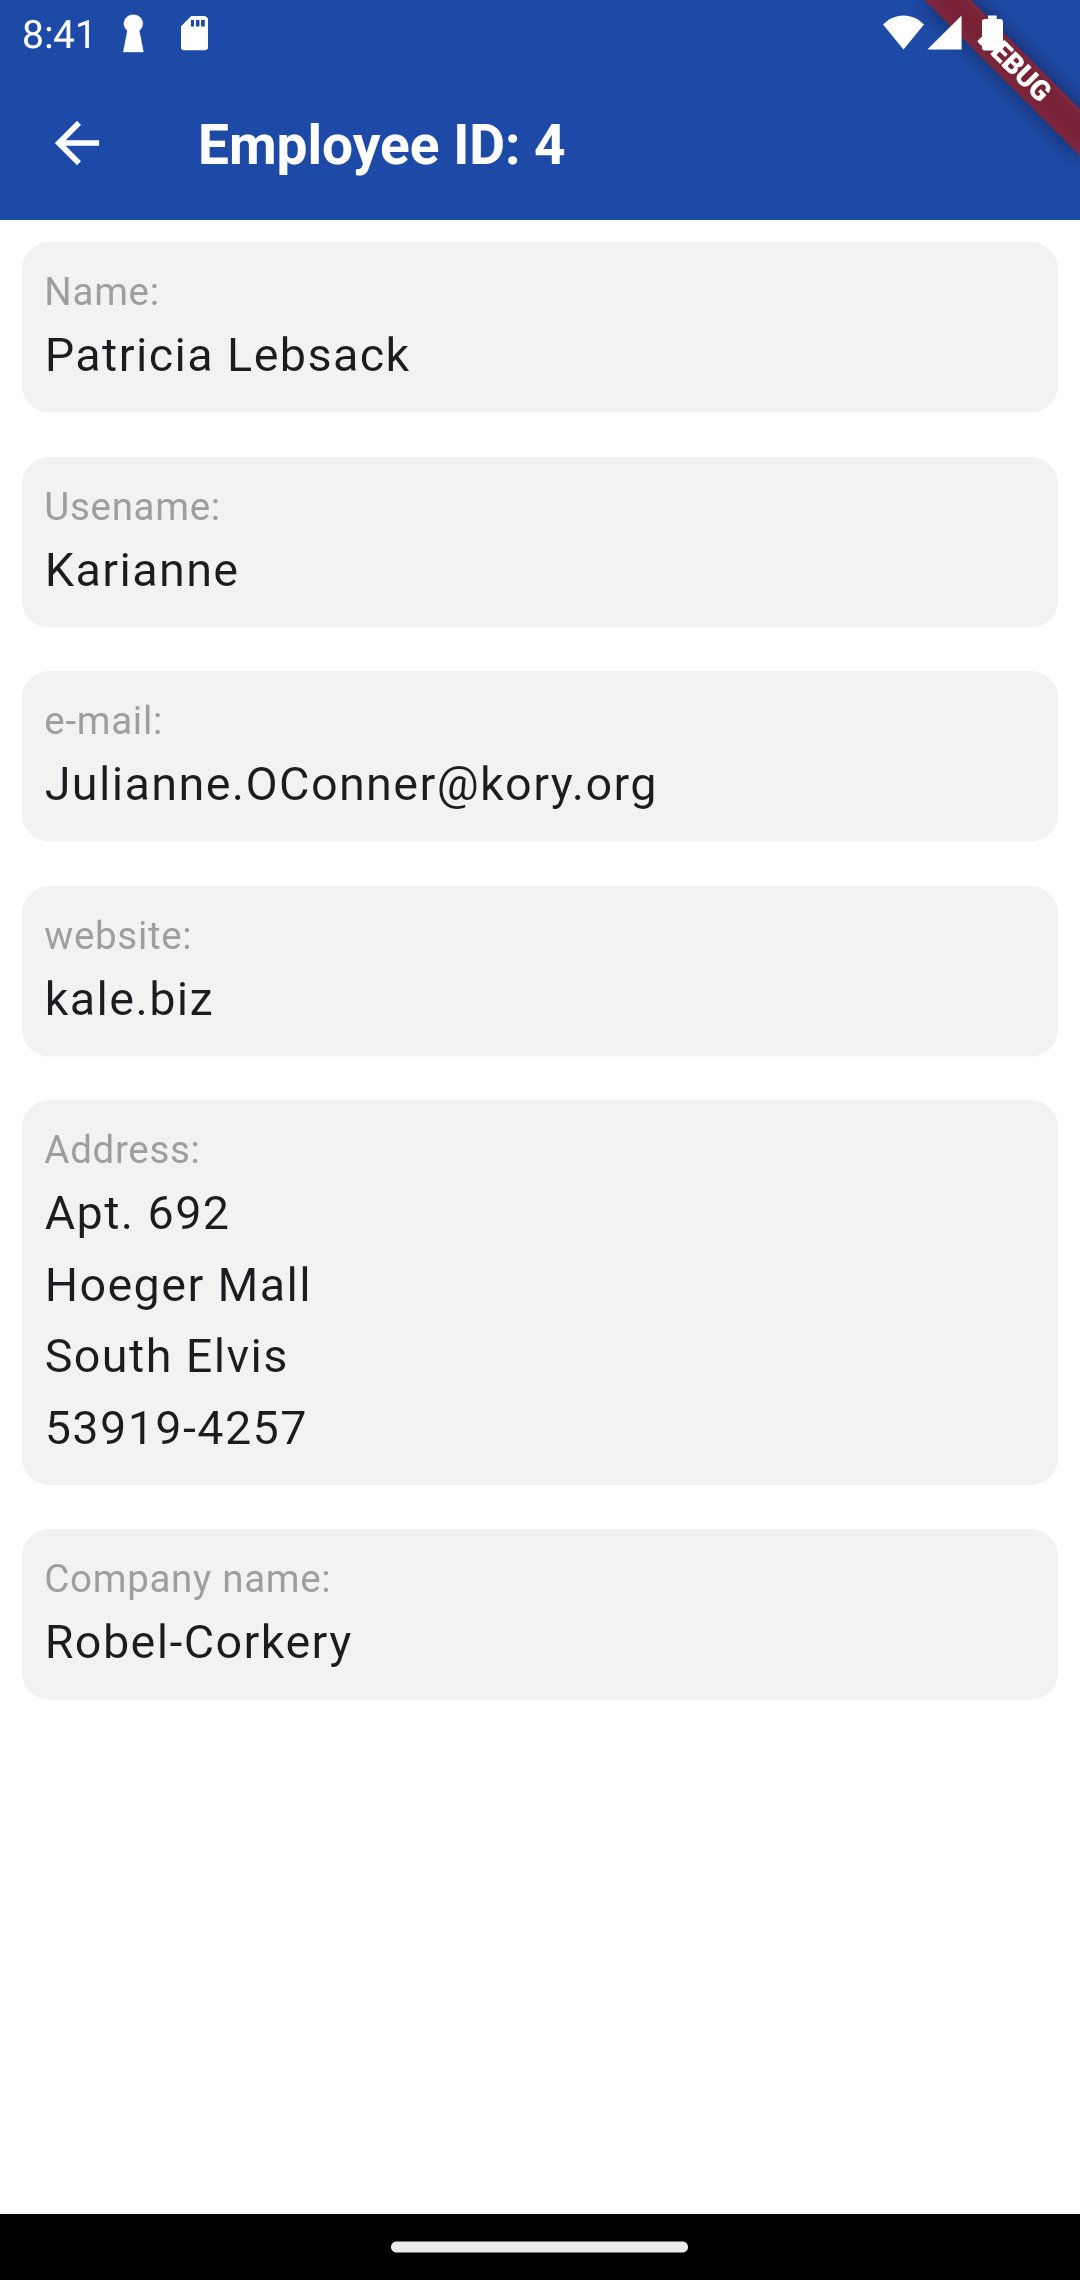 8:41
EBUG
Employee ID: 4
Name:
Patricia Lebsack
Usename:
Karianne
e-mail:
Julianne.OConner@kory.org
website:
kale.biz
Address:
Apt. 692
Hoeger Mall
South Elvis
53919-4257
Company name:
Robel-Corkery